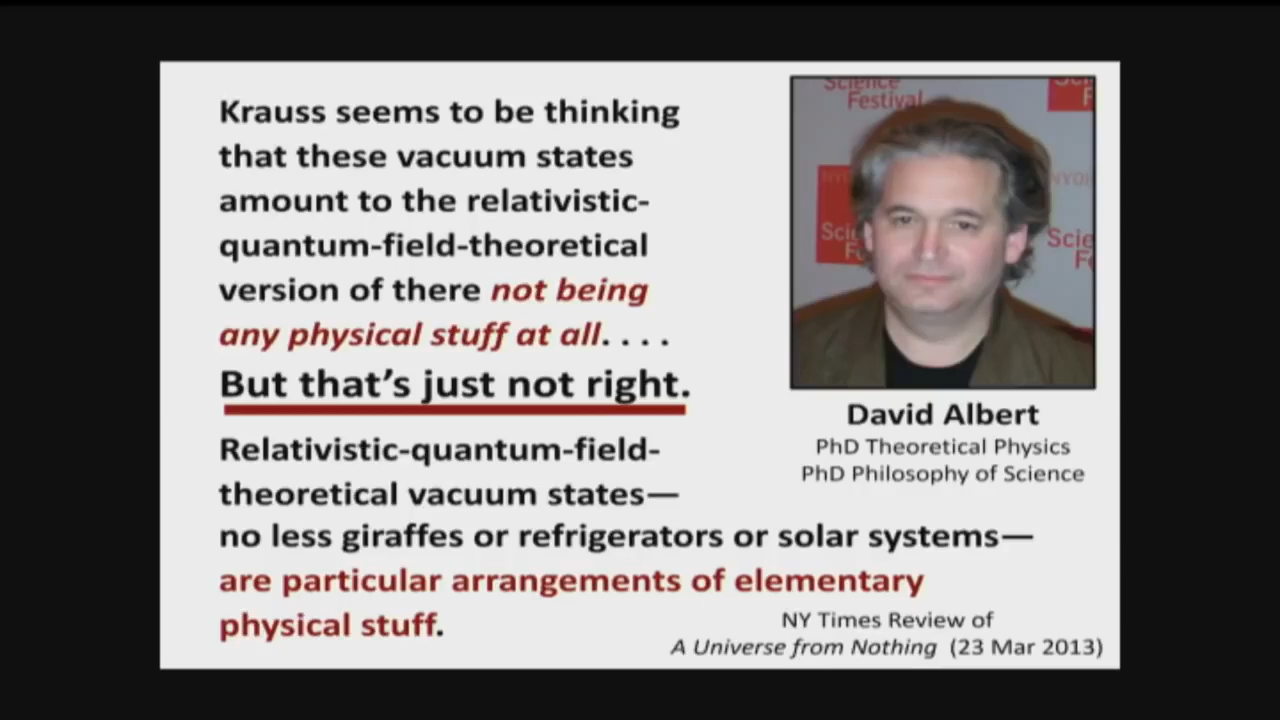 Krauss seems to be thinking
that these vacuum states
amount to the relativistic-
quantum-field-theoretical
version of there not being
any physical stuff at all. . . .
But that's just not right.
Relativistic-quantum-field-
theoretical vacuum states—
no less giraffes or refrigerators or solar systems—
are particular arrangements of elementary
physical stuff.
Science
Festival
Scie
David Albert
PhD Theoretical Physics
PhD Philosophy of Science
NY Times Review of
A Universe from Nothing (23 Mar 2013)